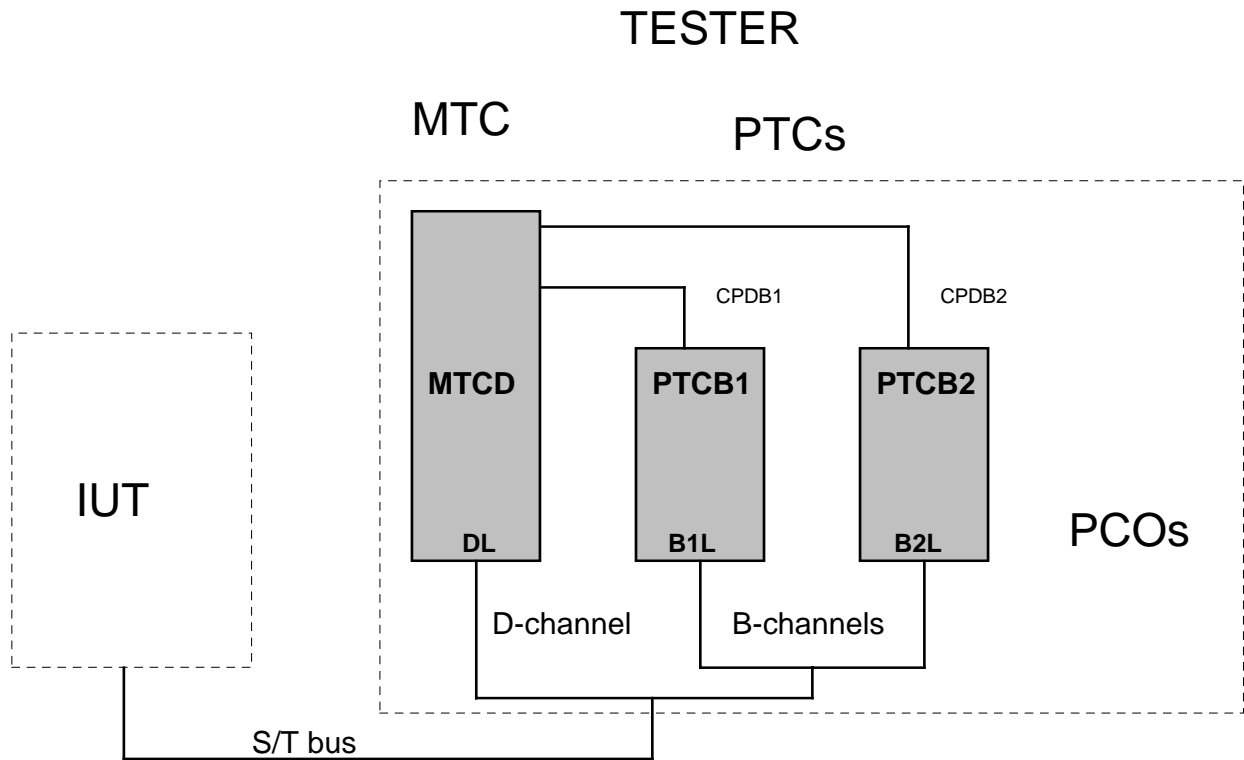 TESTER
MTC
PTCs
CPDB1
CPDB2
MTCD
PTCB1
PTCB2
IUT
PCOs
DL
B1L
B2L
D-channel
B-channels
S/T bus